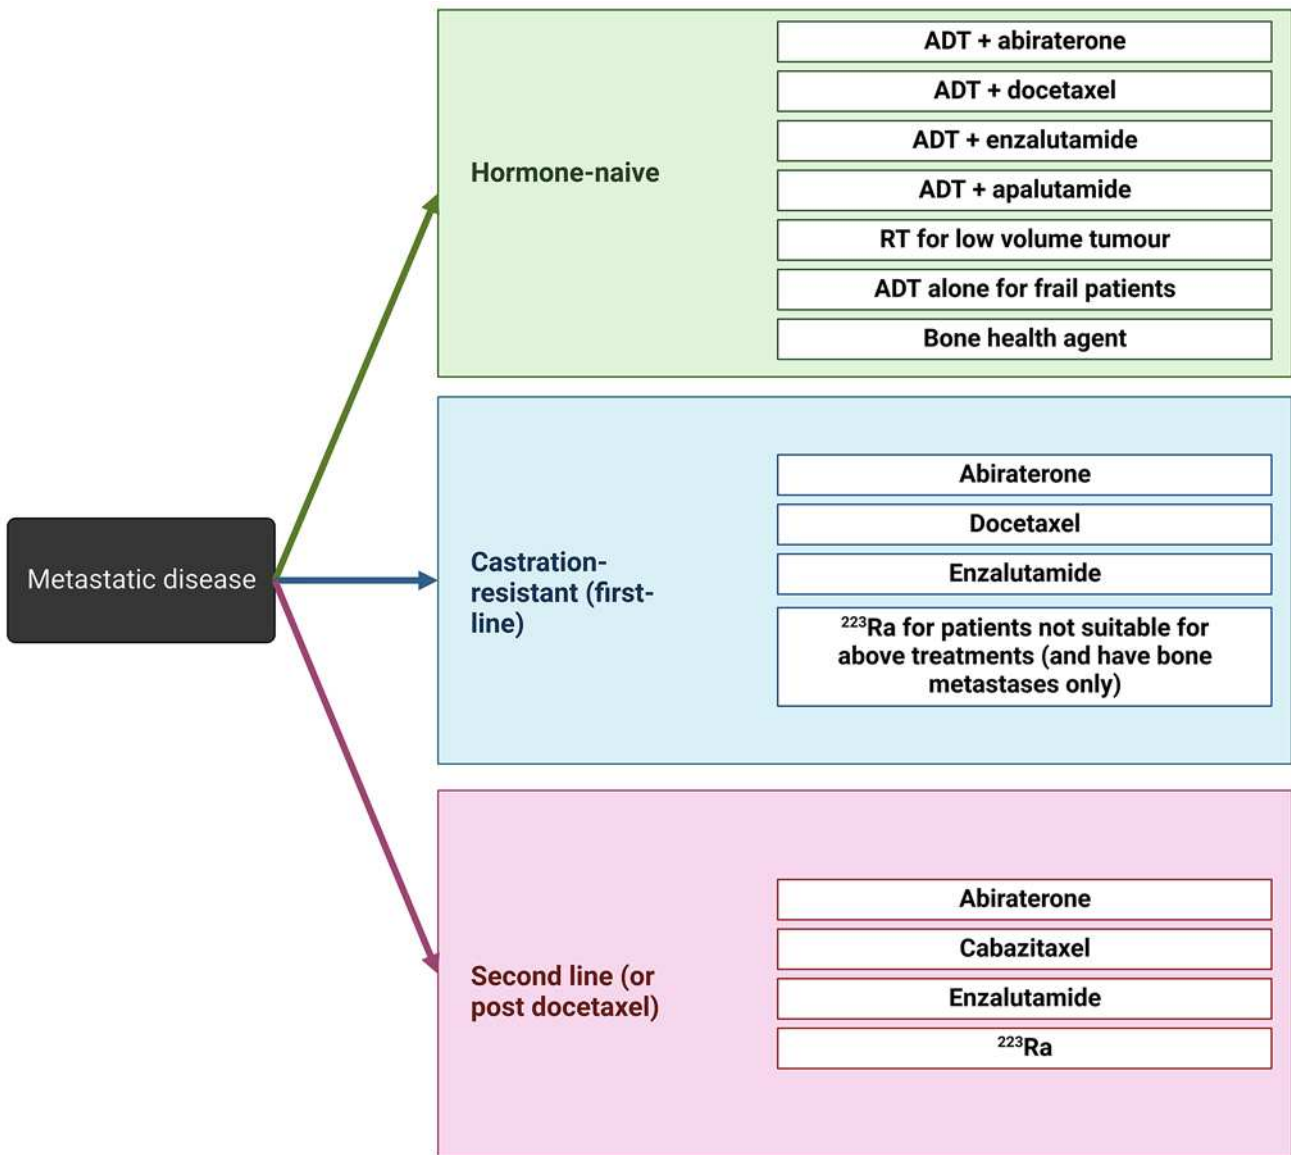 Metastatic disease
Hormone-naive
ADT + abiraterone
ADT + docetaxel
ADT + enzalutamide
ADT + apalutamide
RT for low volume tumour
ADT alone for frail patients
Bone health agent
Castration-
resistant (first-
line)
Abiraterone
Docetaxel
Enzalutamide
²²³Ra for patients not suitable for
above treatments (and have bone
metastases only)
Second line (or
post docetaxel)
Abiraterone
Cabazitaxel
Enzalutamide
²²³Ra